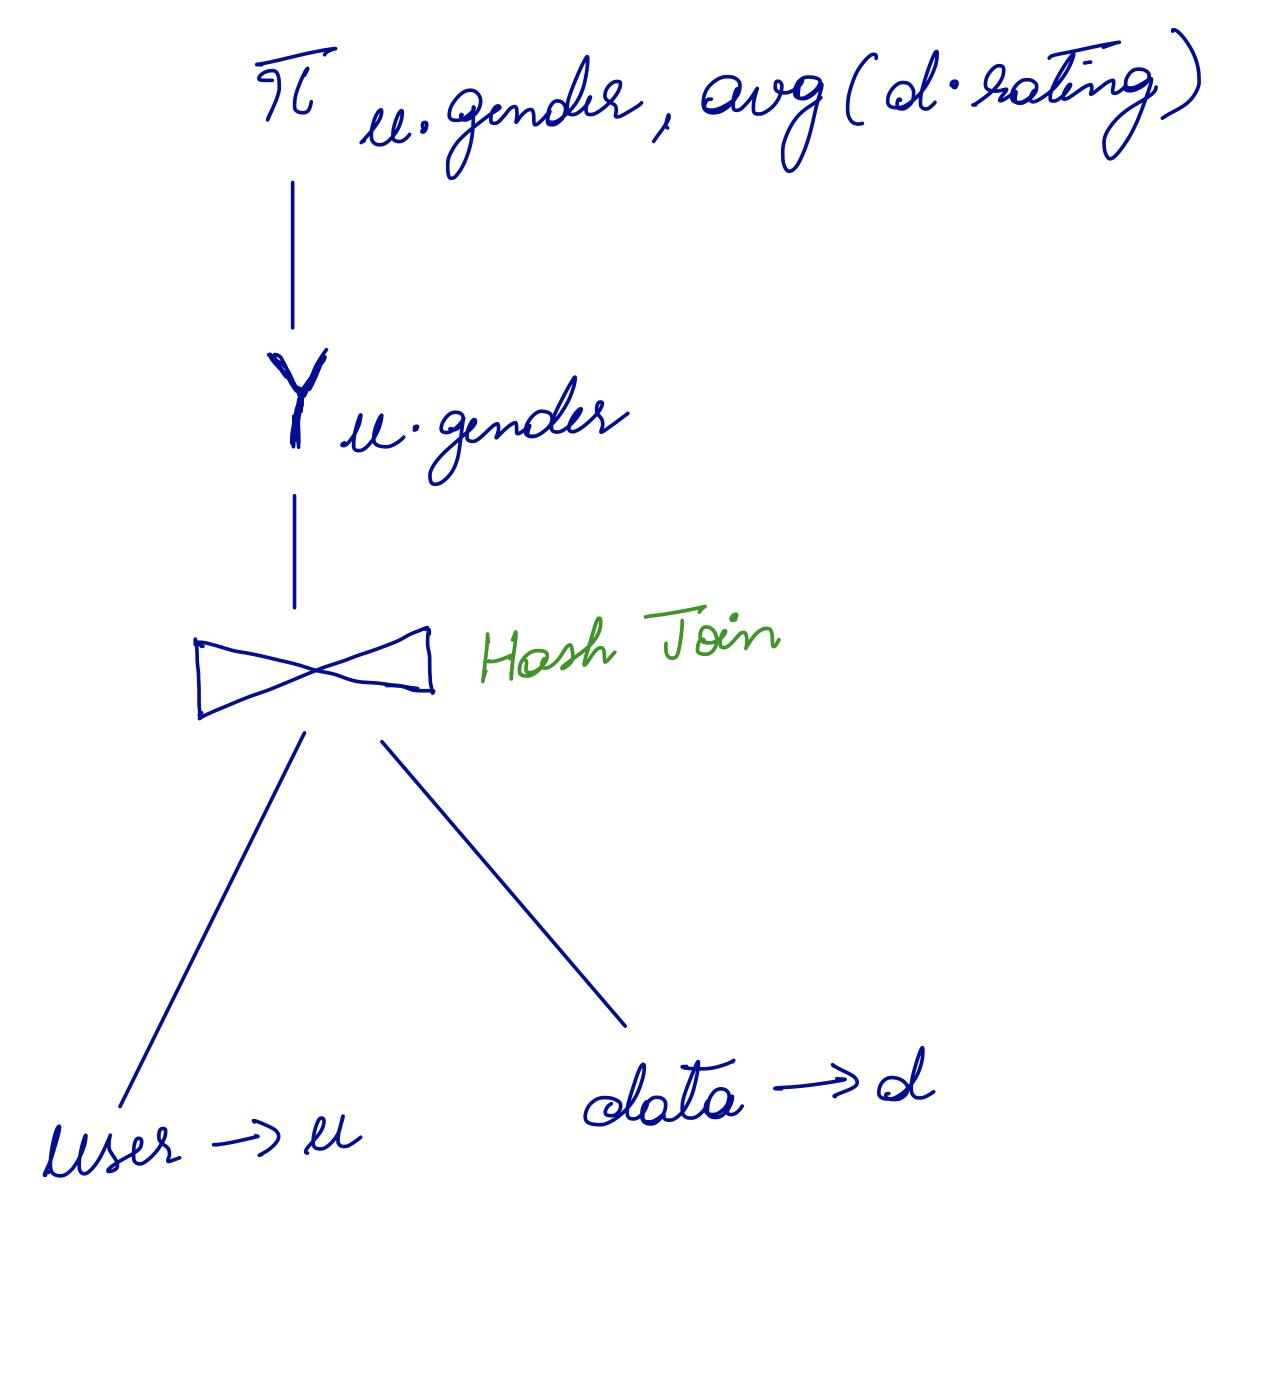 π u.gender, avg(d.rating)
γ u.gender
⋈ Hash Join
user → u
data → d